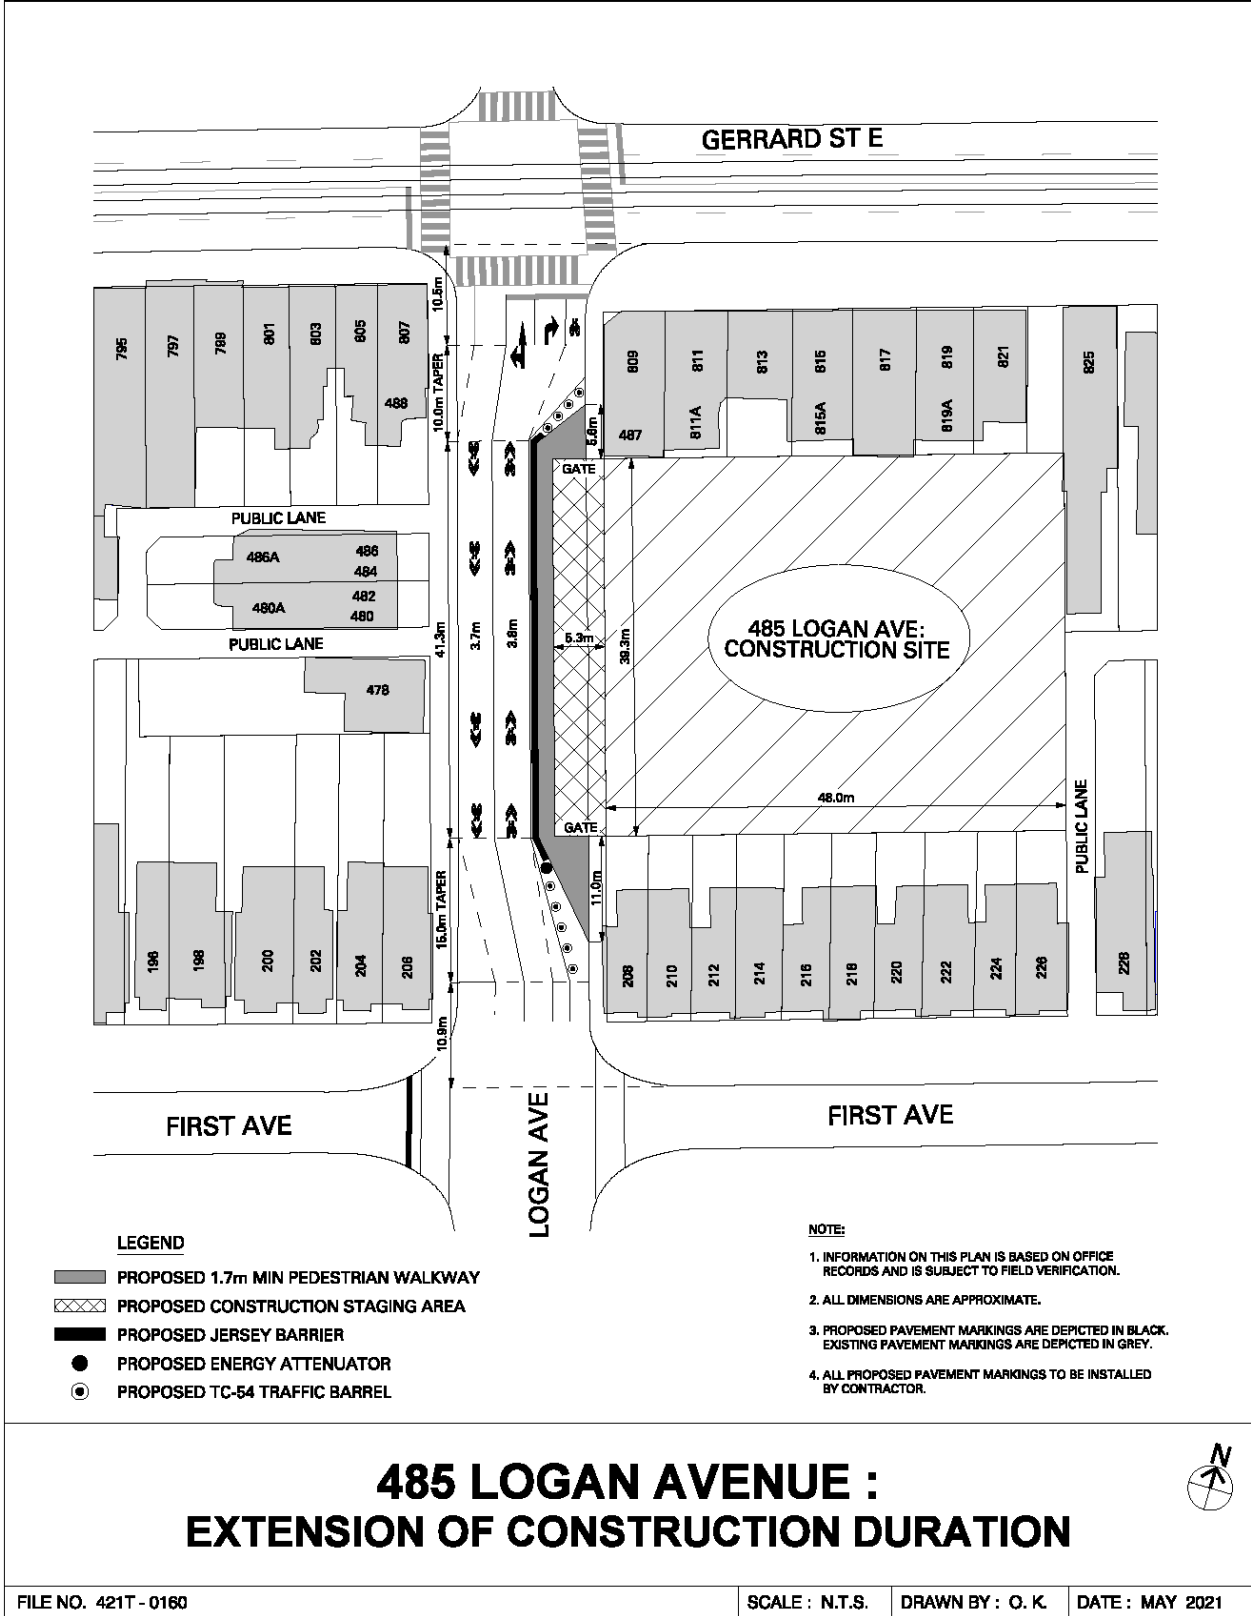 GERRARD ST E
10.5m
10.0m TAPER
795
797
799
801
803
805
807
488
809
811
813
815
817
819
821
825
487
811A
815A
819A
5.8m
GATE
PUBLIC LANE
486A
486
484
482
480A
480
PUBLIC LANE
478
41.3m
3.7m
3.8m
5.3m
39.3m
485 LOGAN AVE:
CONSTRUCTION SITE
48.0m
GATE
PUBLIC LANE
15.0m TAPER
11.0m
196
198
200
202
204
206
208
210
212
214
216
218
220
222
224
226
228
10.9m
FIRST AVE
LOGAN AVE
FIRST AVE
LEGEND
PROPOSED 1.7m MIN PEDESTRIAN WALKWAY
PROPOSED CONSTRUCTION STAGING AREA
PROPOSED JERSEY BARRIER
PROPOSED ENERGY ATTENUATOR
PROPOSED TC-54 TRAFFIC BARREL
NOTE:
1. INFORMATION ON THIS PLAN IS BASED ON OFFICE
RECORDS AND IS SUBJECT TO FIELD VERIFICATION.
2. ALL DIMENSIONS ARE APPROXIMATE.
3. PROPOSED PAVEMENT MARKINGS ARE DEPICTED IN BLACK.
EXISTING PAVEMENT MARKINGS ARE DEPICTED IN GREY.
4. ALL PROPOSED PAVEMENT MARKINGS TO BE INSTALLED
BY CONTRACTOR.
485 LOGAN AVENUE :
EXTENSION OF CONSTRUCTION DURATION
N
FILE NO. 421T - 0160
SCALE : N.T.S.
DRAWN BY : O. K.
DATE : MAY 2021